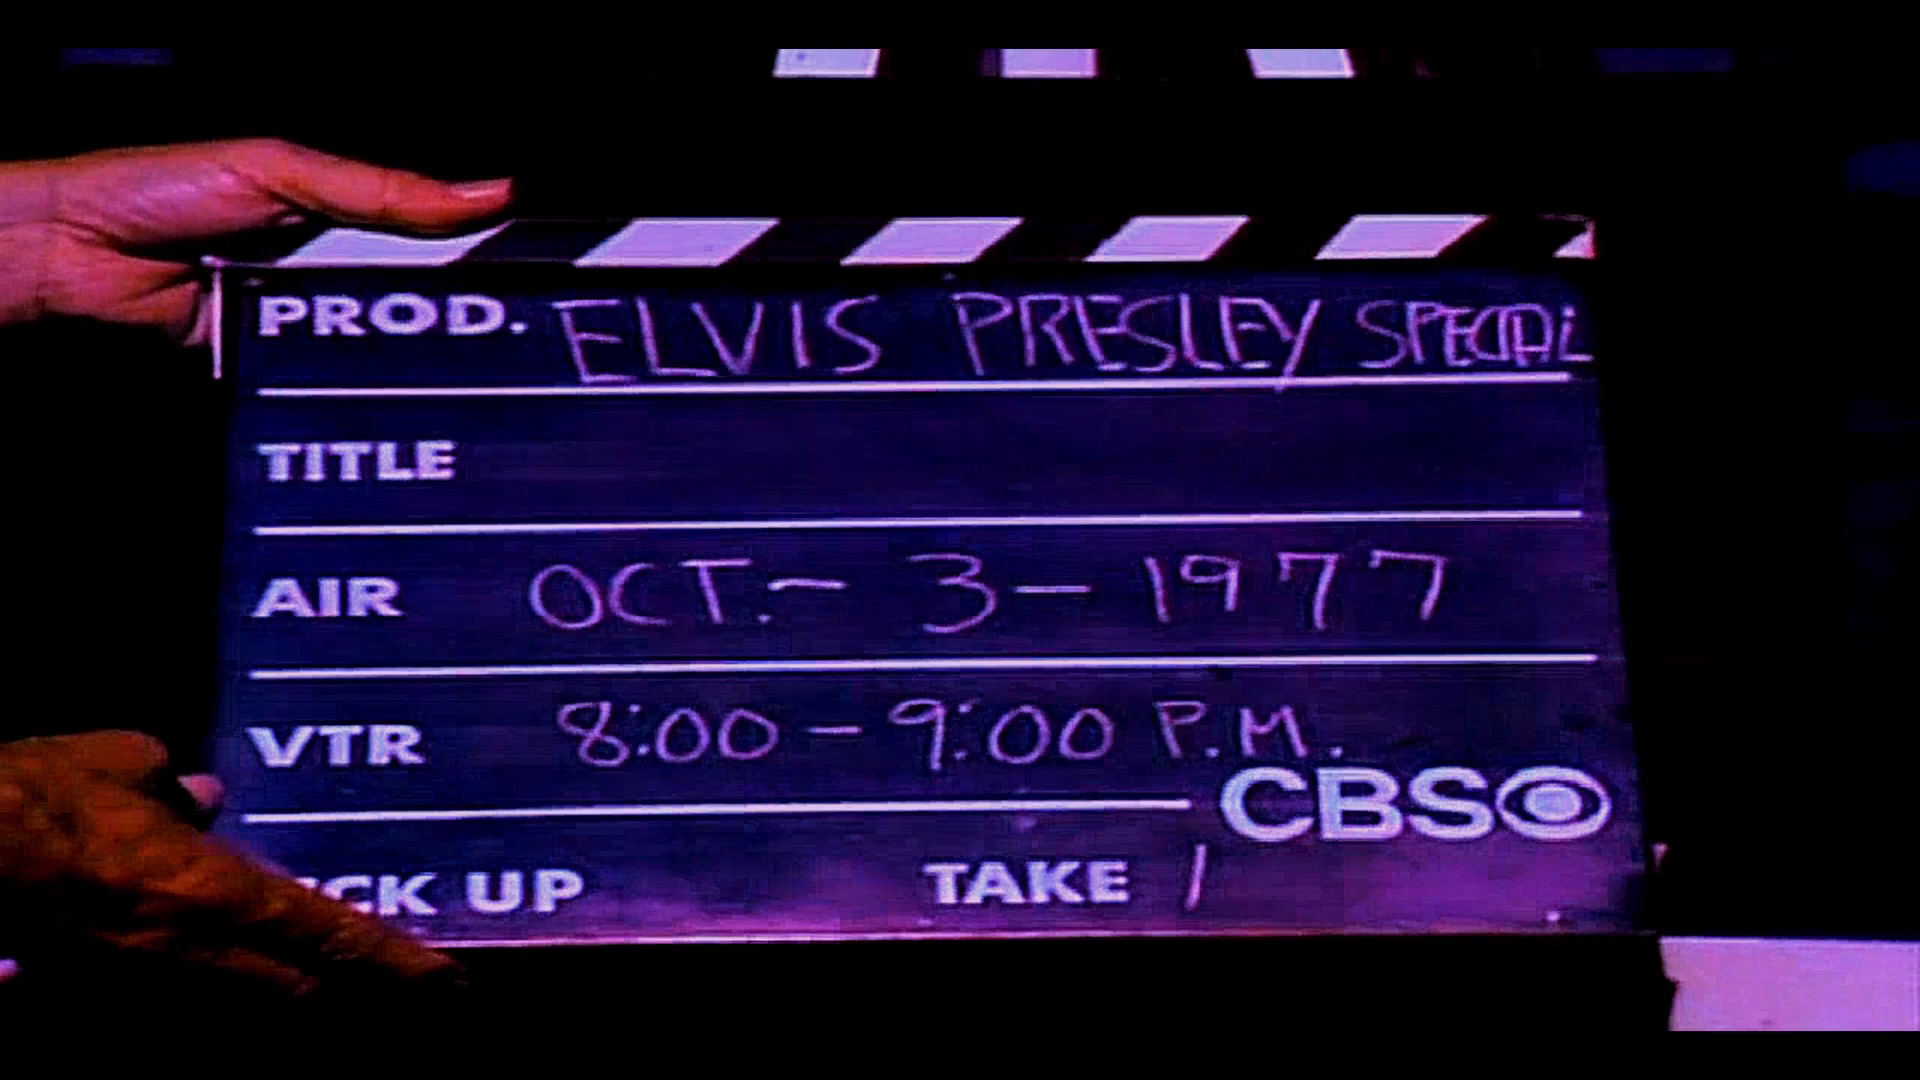 PROD. ELVIS PRESLEY SPECIAL
TITLE
AIR OCT.- 3-1977
VTR 8:00-9:00 P.M.
CBS
UP TAKE 1